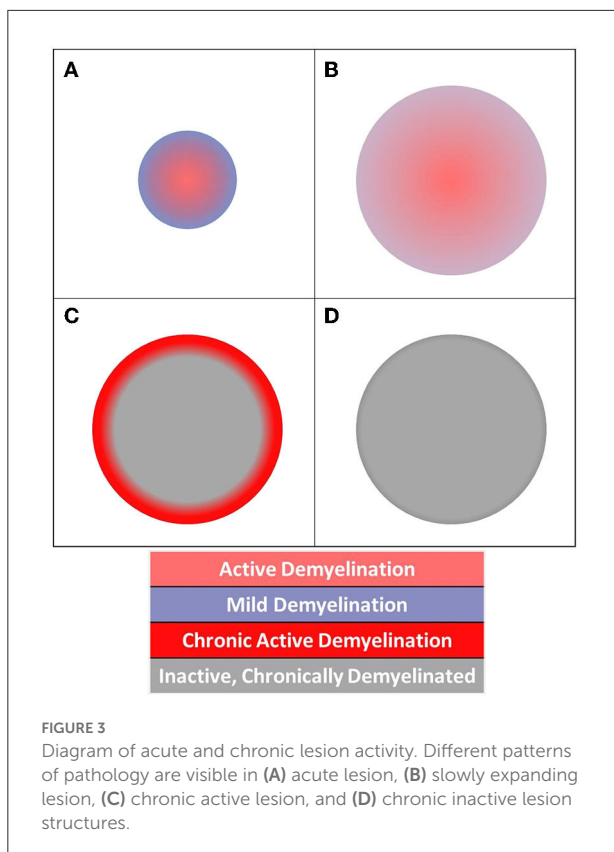 A
B
C
D
Active Demyelination
Mild Demyelination
Chronic Active Demyelination
Inactive, Chronically Demyelinated
FIGURE 3
Diagram of acute and chronic lesion activity. Different patterns
of pathology are visible in (A) acute lesion, (B) slowly expanding
lesion, (C) chronic active lesion, and (D) chronic inactive lesion
structures.